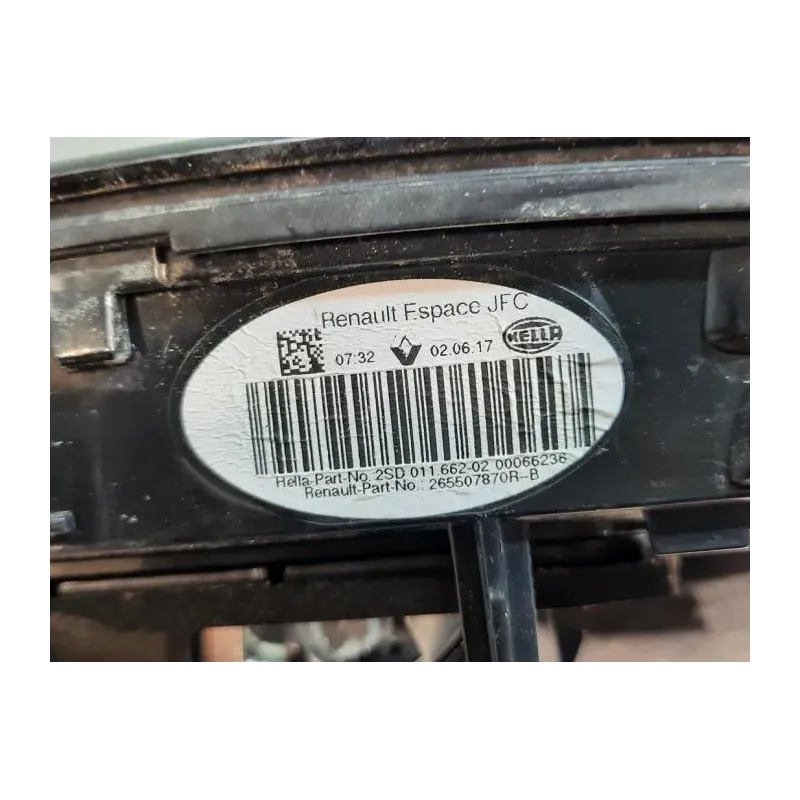 Renault Espace JFC
07:32 02.06.17 HELLA
Hella-Part-No. 2SD 011.662-02 00066236
Renault-Part-No.: 265507870R-B